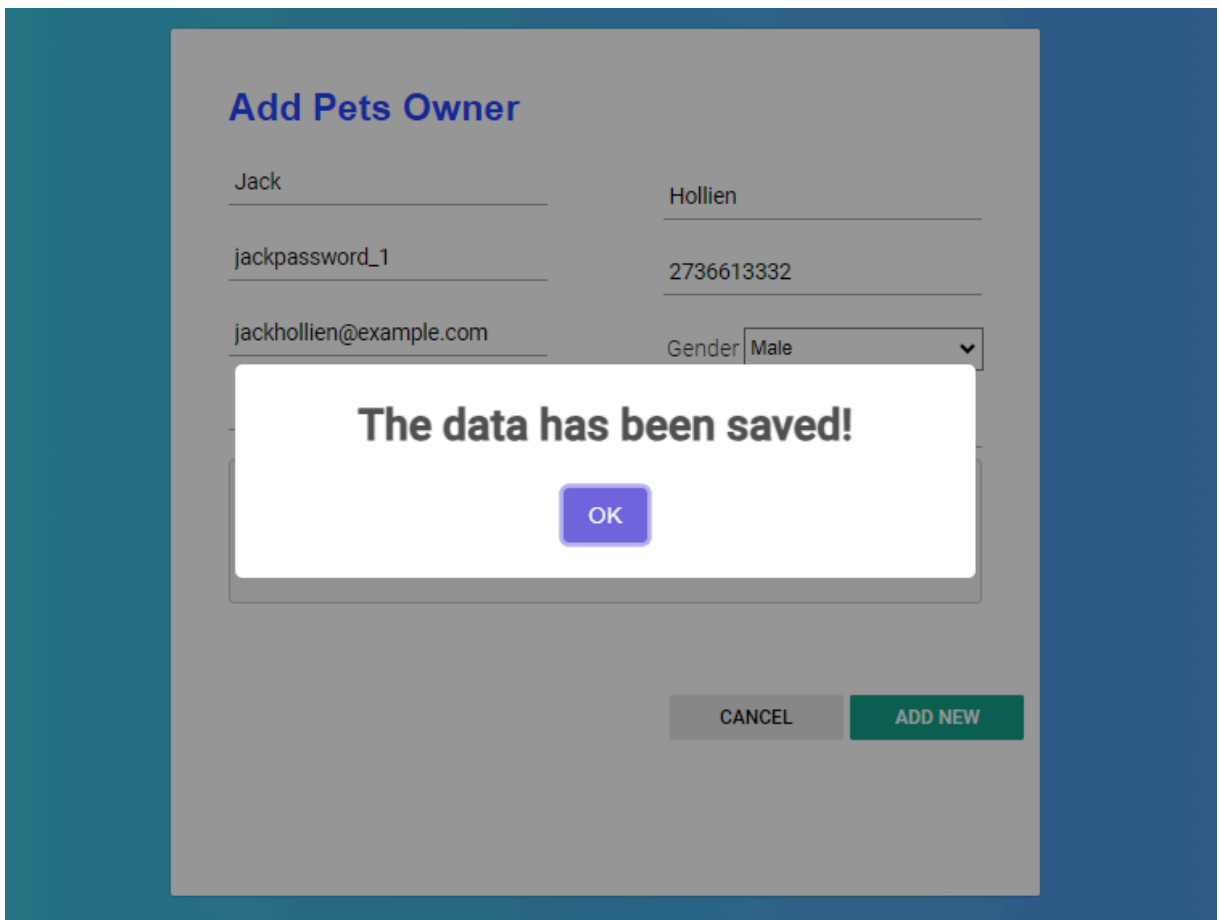 Add Pets Owner
Jack
Hollien
jackpassword_1
2736613332
jackhollien@example.com
Gender Male
The data has been saved!
OK
CANCEL
ADD NEW